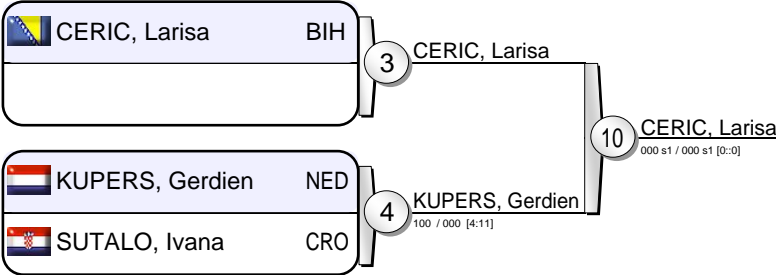 CERIC, Larisa BIH
3
CERIC, Larisa
10
CERIC, Larisa
000 s1 / 000 s1 [0::0]
KUPERS, Gerdien NED
4
KUPERS, Gerdien
100 / 000 [4:11]
SUTALO, Ivana CRO